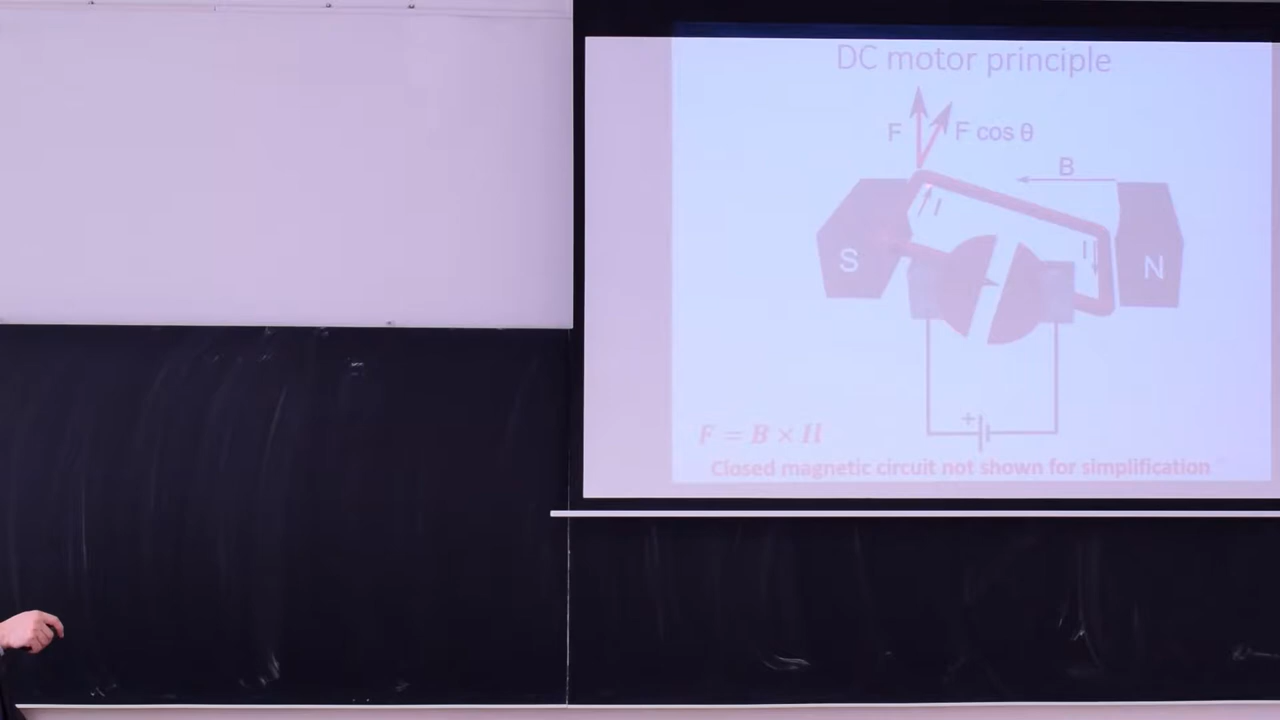 DC motor principle
F
F cos θ
B
I
I
S
N
+
F = B × Il
Closed magnetic circuit not shown for simplification